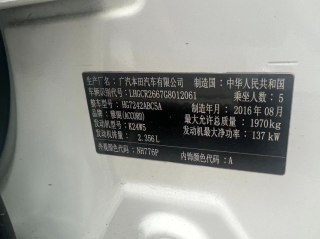 生产厂名：广汽本田汽车有限公司 制造国：中华人民共和国
车辆识别代号：LHGCR2667G8012061 乘坐人数：5
整车型号：HG7242ABC5A 制造年月：2016年08月
品牌：雅阁(ACCORD) 最大允许总质量：1970kg
发动机型号：K24W5 发动机最大净功率：137kW
发动机排量：2.356L
外观颜色代号：NH776P 内饰颜色代号：A